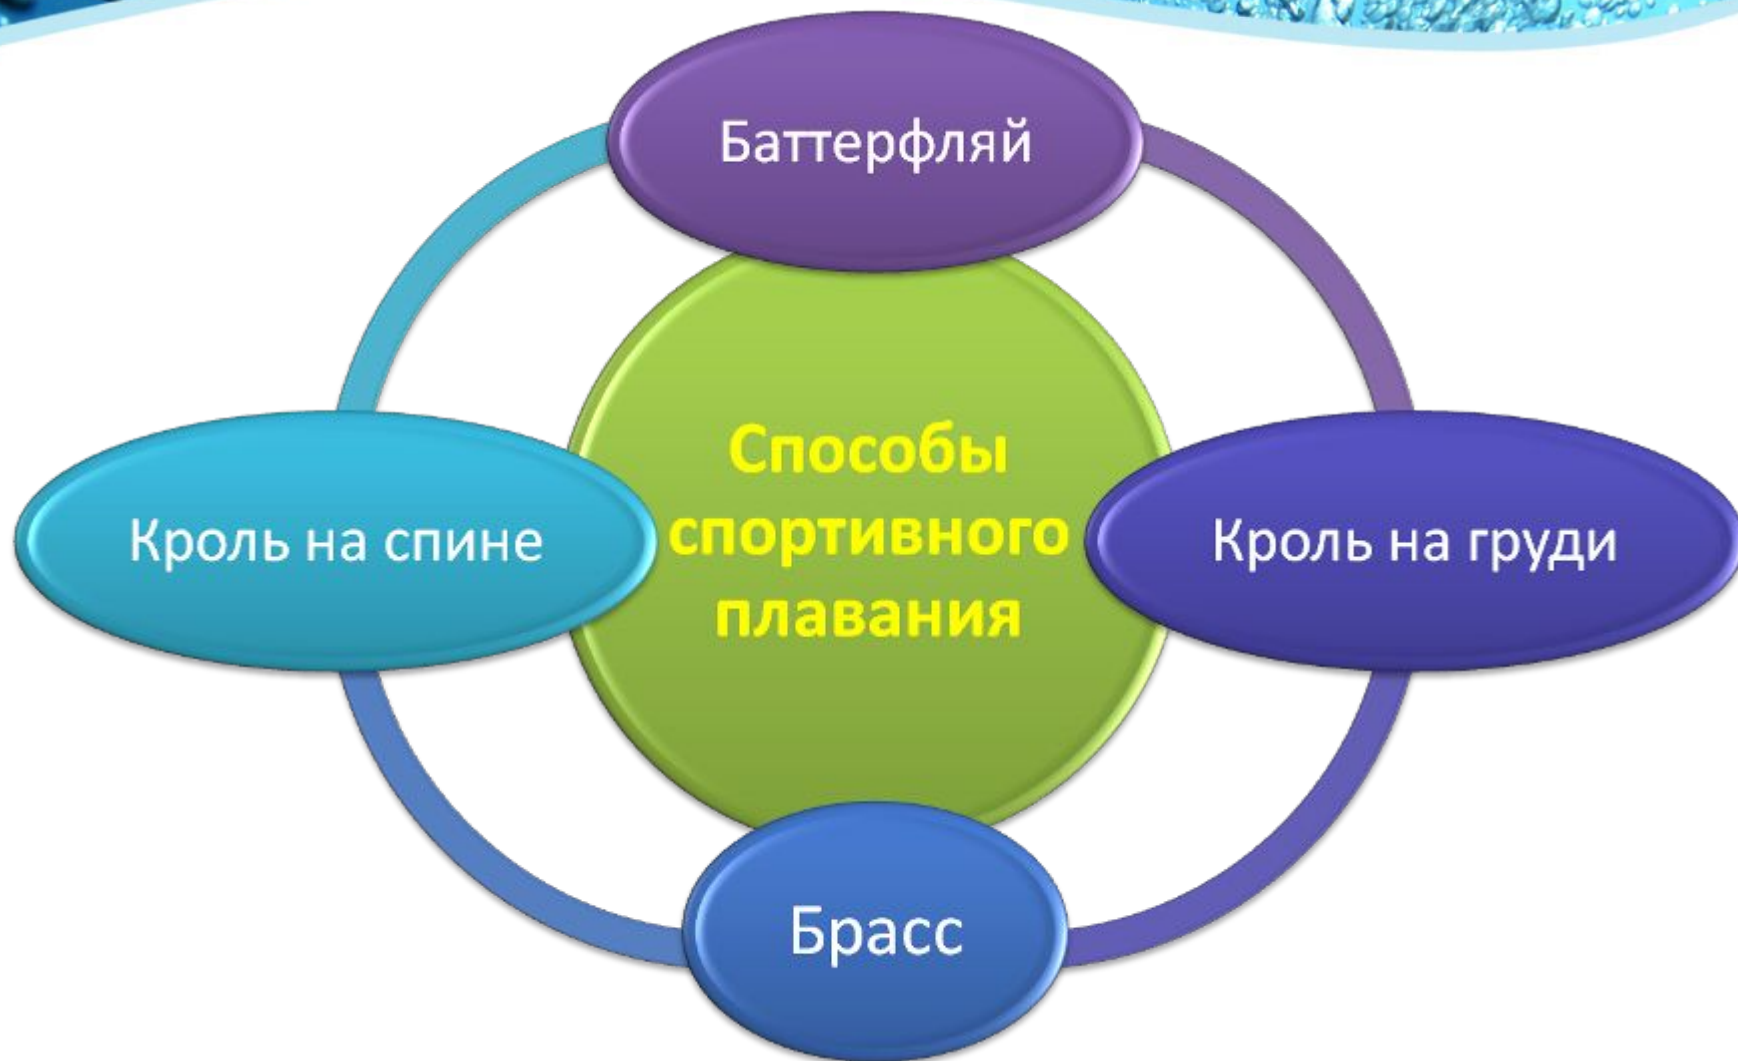 Баттерфляй
Способы
спортивного
плавания
Кроль на спине
Кроль на груди
Брасс